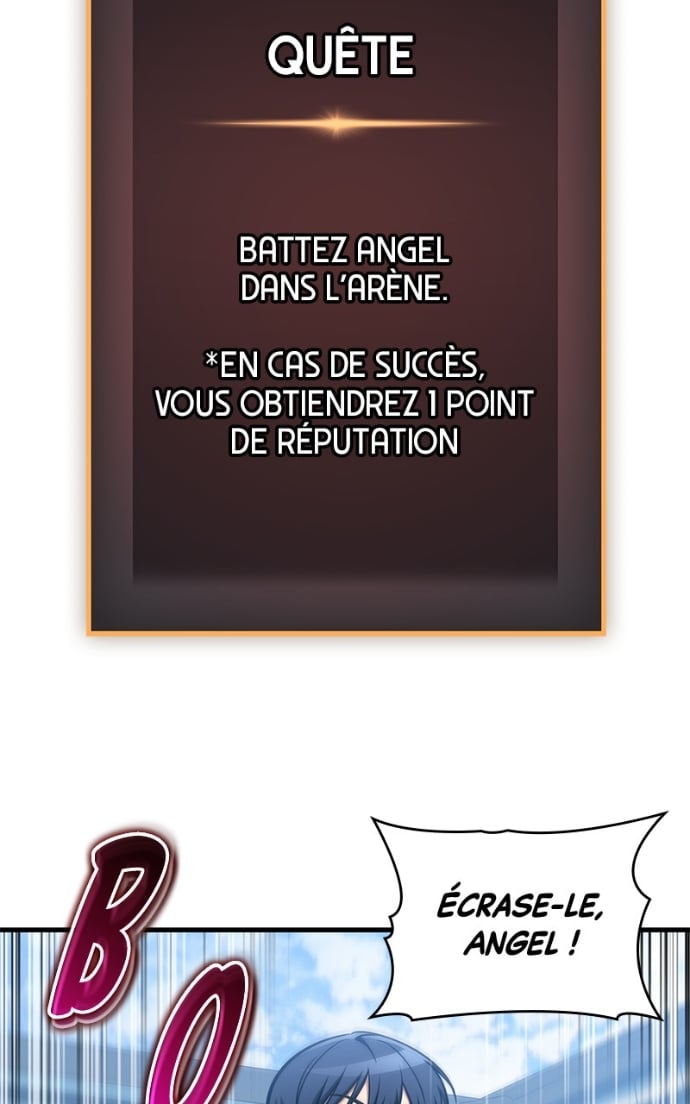 QUÊTE
BATTEZ ANGEL
DANS L'ARÈNE.
*EN CAS DE SUCCÈS,
VOUS OBTIENDREZ 1 POINT
DE RÉPUTATION
ÉCRASE-LE,
ANGEL !
BO